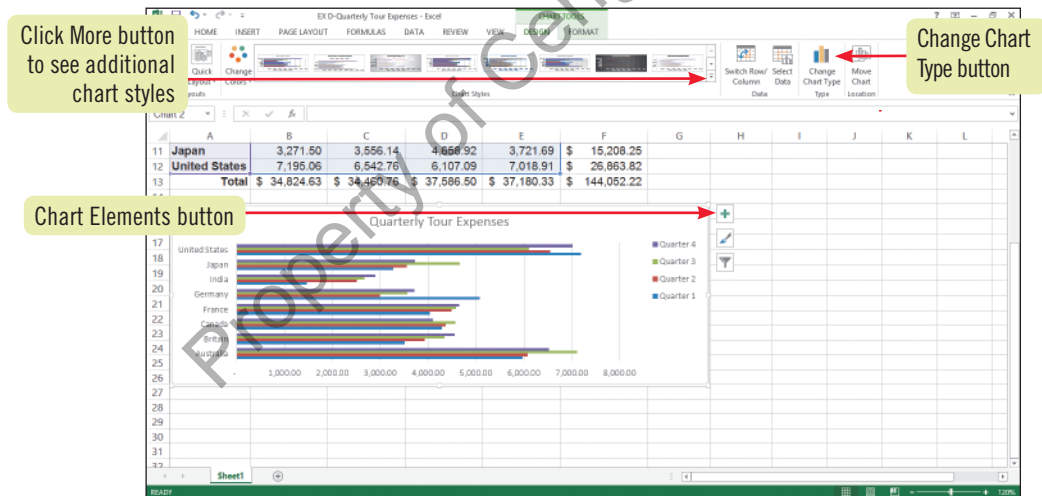 EX D-Quarterly Tour Expenses - Excel
CHART TOOLS
HOME INSERT PAGE LAYOUT FORMULAS DATA REVIEW VIEW DESIGN FORMAT
Click More button
to see additional
chart styles
Change Chart
Type button
Quick
Layout
Change
Colors
Switch Row/
Column
Select
Data
Change
Chart Type
Move
Chart
Chart Styles
Data
Type
Location
Chart 2
fx
A B C D E F G H I J K L
11 Japan 3,271.50 3,556.14 4,658.92 3,721.69 $ 15,208.25
12 United States 7,195.06 6,542.76 6,107.09 7,018.91 $ 26,863.82
13 Total $ 34,824.63 $ 34,460.76 $ 37,586.50 $ 37,180.33 $ 144,052.22
Chart Elements button
Quarterly Tour Expenses
17
18
19
20
21
22
23
24
25
26
27
28
29
30
31
32
United States
Japan
India
Germany
France
Canada
Britain
Australia
Quarter 4
Quarter 3
Quarter 2
Quarter 1
- 1,000.00 2,000.00 3,000.00 4,000.00 5,000.00 6,000.00 7,000.00 8,000.00
Sheet1
READY
120%
Property of Cen